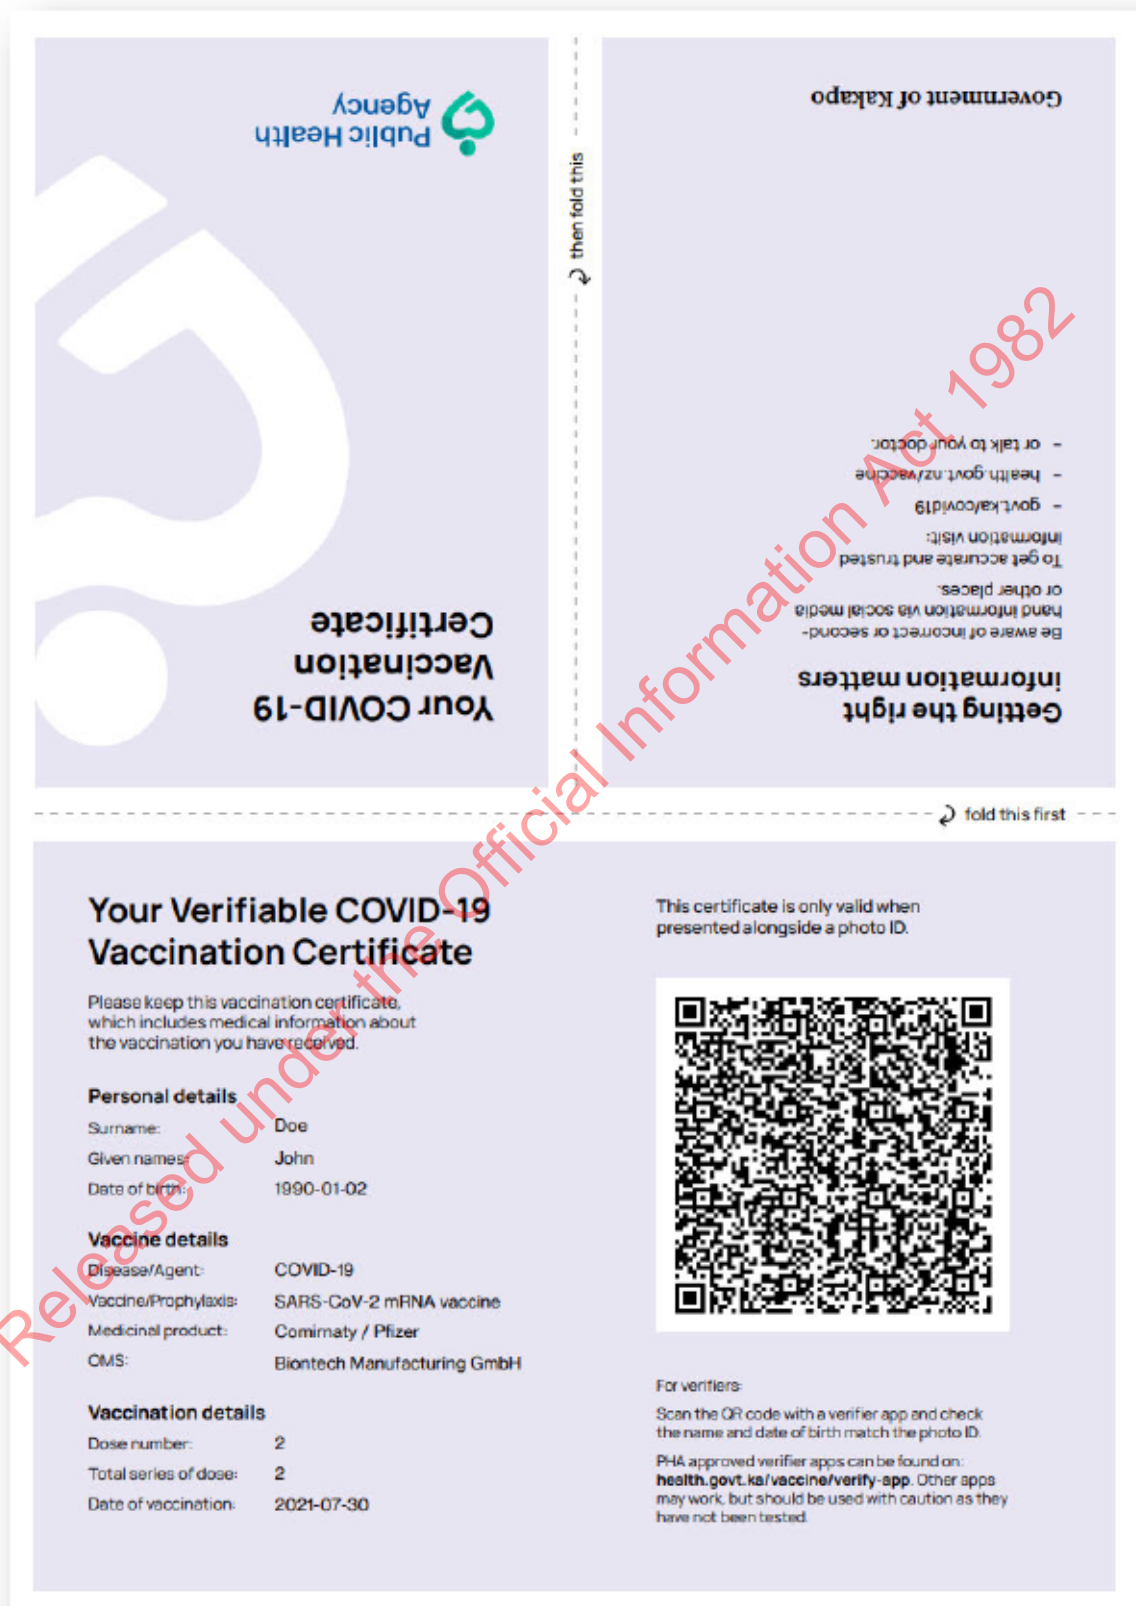 Public Health
Agency
Your COVID-19
Vaccination
Certificate
then fold this
Getting the right
information matters
Be aware of incorrect or second-
hand information via social media
or other places.
To get accurate and trusted
information visit:
- govt.ka/covid19
- health.govt.nz/vaccine
- or talk to your doctor.
Government of Kakapo
fold this first
Your Verifiable COVID-19
Vaccination Certificate
Please keep this vaccination certificate,
which includes medical information about
the vaccination you have received.
Personal details
Surname: Doe
Given names: John
Date of birth: 1990-01-02
Vaccine details
Disease/Agent: COVID-19
Vaccine/Prophylaxis: SARS-CoV-2 mRNA vaccine
Medicinal product: Comirnaty / Pfizer
OMS: Biontech Manufacturing GmbH
Vaccination details
Dose number: 2
Total series of dose: 2
Date of vaccination: 2021-07-30
This certificate is only valid when
presented alongside a photo ID.
For verifiers:
Scan the QR code with a verifier app and check
the name and date of birth match the photo ID.
PHA approved verifier apps can be found on:
health.govt.ka/vaccine/verify-app. Other apps
may work, but should be used with caution as they
have not been tested.
Released under the Official Information Act 1982